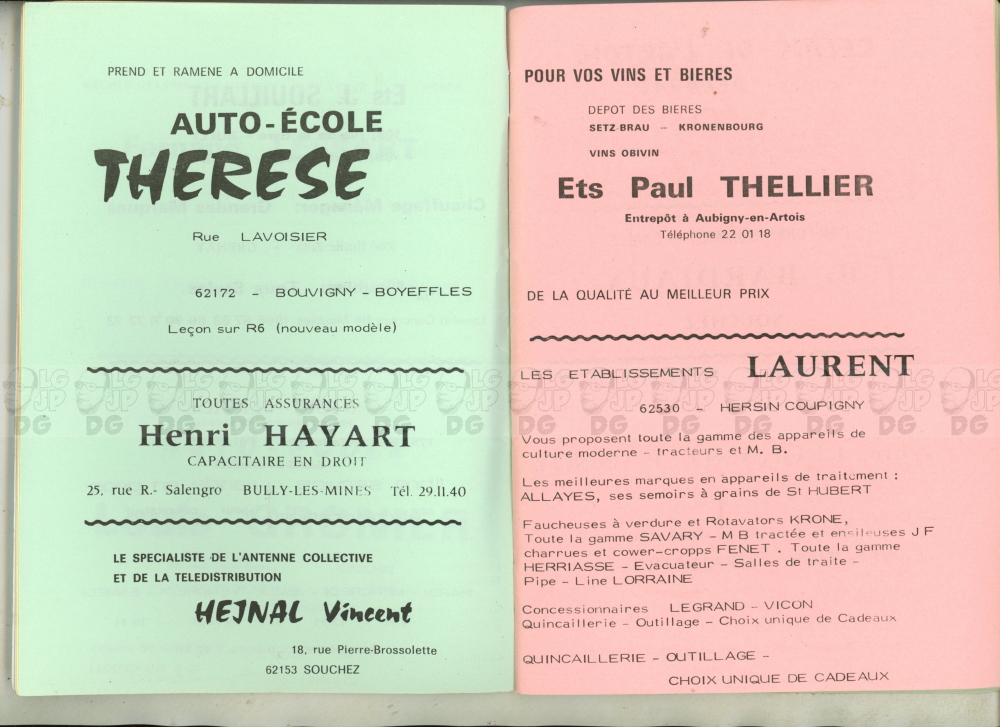 PREND ET RAMENE A DOMICILE
AUTO-ÉCOLE
THERESE
Rue LAVOISIER
62172 - BOUVIGNY - BOYEFFLES
Leçon sur R6 (nouveau modèle)
TOUTES ASSURANCES
Henri HAYART
CAPACITAIRE EN DROIT
25, rue R.- Salengro BULLY-LES-MINES Tél. 29.11.40
LE SPECIALISTE DE L'ANTENNE COLLECTIVE
ET DE LA TELEDISTRIBUTION
HEJNAL Vincent
18, rue Pierre-Brossolette
62153 SOUCHEZ
POUR VOS VINS ET BIERES
DEPOT DES BIERES
SETZ-BRAU - KRONENBOURG
VINS OBIVIN
Ets Paul THELLIER
Entrepôt à Aubigny-en-Artois
Téléphone 22 01 18
DE LA QUALITÉ AU MEILLEUR PRIX
LES ETABLISSEMENTS LAURENT
62530 - HERSIN COUPIGNY
Vous proposent toute la gamme des appareils de
culture moderne - tracteurs et M. B.
Les meilleures marques en appareils de traitement :
ALLAYES, ses semoirs à grains de St HUBERT
Faucheuses à verdure et Rotavators KRONE,
Toute la gamme SAVARY - M B tractée et ensileuses J F
charrues et cower-cropps FENET . Toute la gamme
HERRIASSE - Evacuateur - Salles de traite -
Pipe - Line LORRAINE
Concessionnaires LEGRAND - VICON
Quincaillerie - Outillage - Choix unique de Cadeaux
QUINCAILLERIE - OUTILLAGE -
CHOIX UNIQUE DE CADEAUX